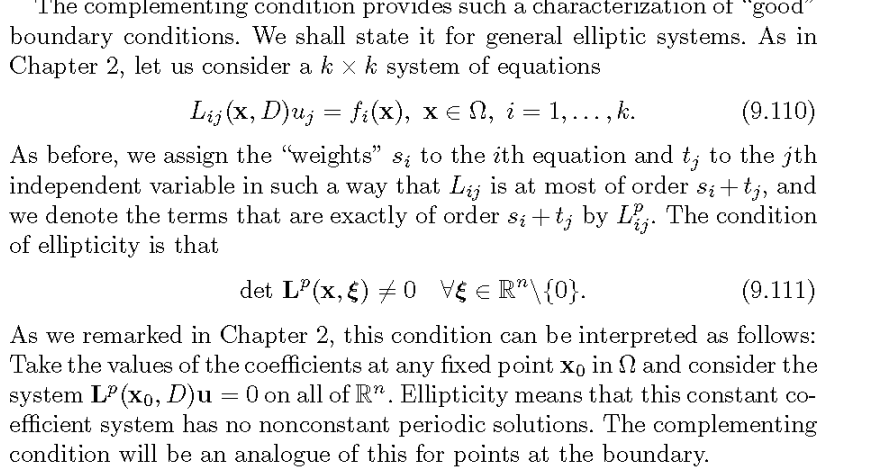 The complementing condition provides such a characterization of “good”
boundary conditions. We shall state it for general elliptic systems. As in
Chapter 2, let us consider a k × k system of equations
L_{ij}(x, D)u_j = f_i(x), x ∈ Ω, i = 1, . . . , k. (9.110)
As before, we assign the “weights” s_i to the ith equation and t_j to the jth
independent variable in such a way that L_{ij} is at most of order s_i + t_j, and
we denote the terms that are exactly of order s_i + t_j by L^p_{ij}. The condition
of ellipticity is that
det L^p(x, ξ) ≠ 0 ∀ξ ∈ ℝ^n\{0}. (9.111)
As we remarked in Chapter 2, this condition can be interpreted as follows:
Take the values of the coefficients at any fixed point x_0 in Ω and consider the
system L^p(x_0, D)u = 0 on all of ℝ^n. Ellipticity means that this constant co-
efficient system has no nonconstant periodic solutions. The complementing
condition will be an analogue of this for points at the boundary.